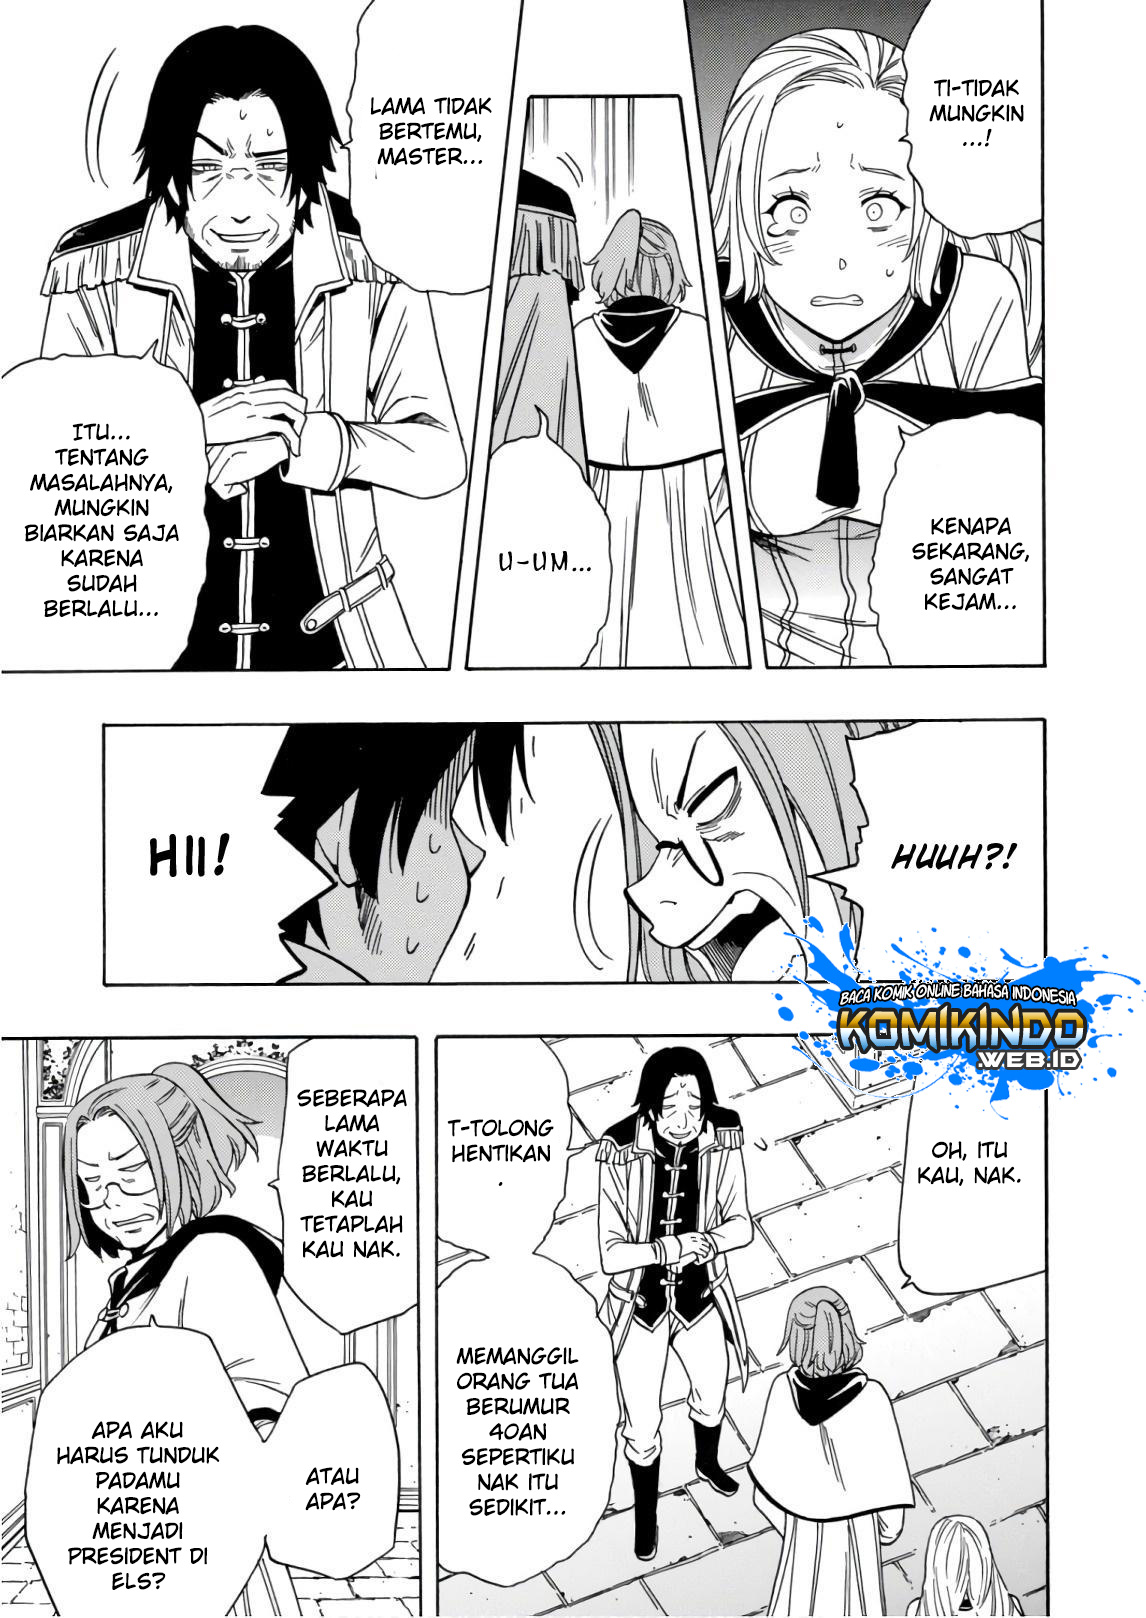 TI-TIDAK
MUNGKIN
...!
KENAPA
SEKARANG,
SANGAT
KEJAM...
U-UM...
LAMA TIDAK
BERTEMU,
MASTER...
ITU...
TENTANG
MASALAHNYA,
MUNGKIN
BIARKAN SAJA
KARENA
SUDAH
BERLALU...
HUUH?!
HII!
BACA KOMIK ONLINE BAHASA INDONESIA
KOMIKINDO
WEB.ID
OH, ITU
KAU, NAK.
T-TOLONG
HENTIKAN
.
MEMANGGIL
ORANG TUA
BERUMUR
40AN
SEPERTIKU
NAK ITU
SEDIKIT...
SEBERAPA
LAMA
WAKTU
BERLALU,
KAU
TETAPLAH
KAU NAK.
ATAU
APA?
APA AKU
HARUS TUNDUK
PADAMU
KARENA
MENJADI
PRESIDENT DI
ELS?